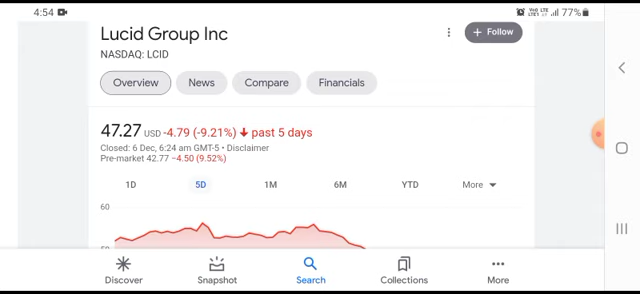 4:54
77%
Lucid Group Inc
+ Follow
NASDAQ: LCID
Overview
News
Compare
Financials
47.27 USD -4.79 (-9.21%) ↓ past 5 days
Closed: 6 Dec, 6:24 am GMT-5 • Disclaimer
Pre-market 42.77 −4.50 (9.52%)
1D
5D
1M
6M
YTD
More
60
Discover
Snapshot
Search
Collections
More